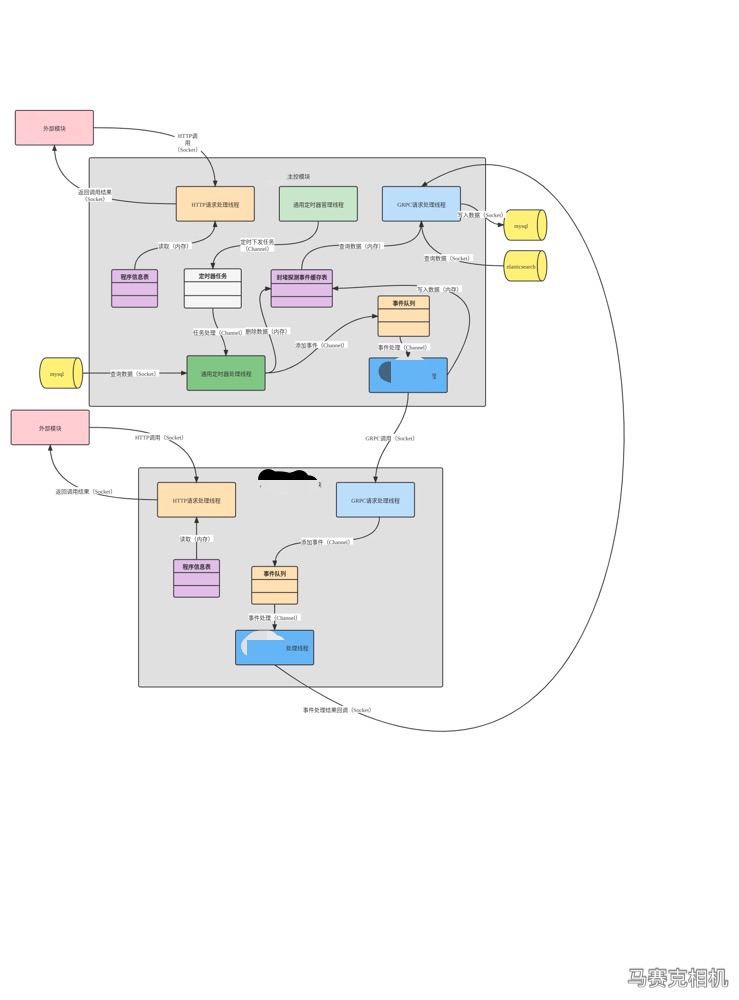 外部模块
HTTP调
用
（Socket）
主控模块
返回调用结果
（Socket）
HTTP请求处理线程
通用定时器管理线程
GRPC请求处理线程
写入数据（Socket）
mysql
定时下发任务
（Channel）
读取（内存）
查询数据（内存）
查询数据（Socket）
elasticsearch
程序信息表
定时器任务
封堵探测事件缓存表
写入数据（内存）
事件队列
任务处理（Channel）
删除数据（内存）
添加事件（Channel）
事件处理（Channel）
mysql
查询数据（Socket）
通用定时器处理线程
外部模块
HTTP调用（Socket）
GRPC调用（Socket）
返回调用结果（Socket）
HTTP请求处理线程
GRPC请求处理线程
读取（内存）
添加事件（Channel）
程序信息表
事件队列
事件处理（Channel）
处理线程
事件处理结果回调（Socket）
马赛克相机